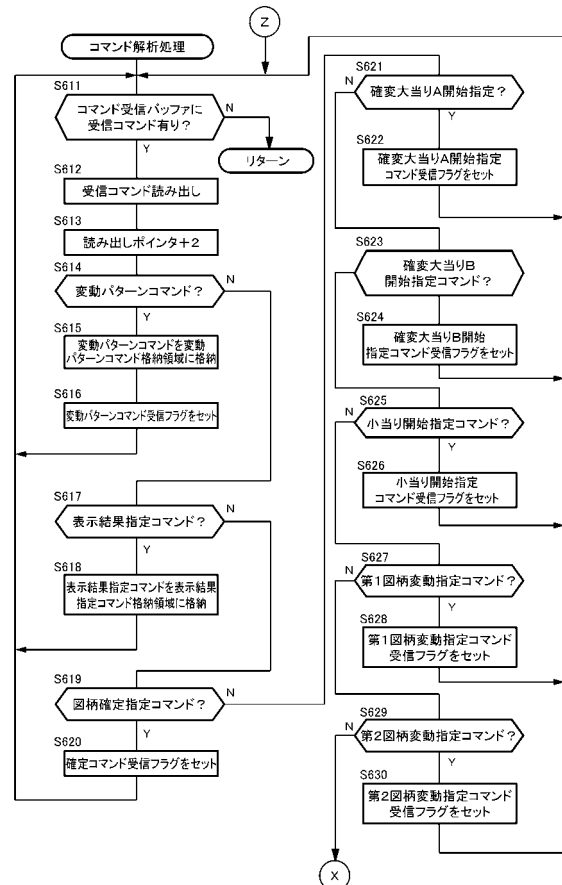 コマンド解析処理
Z
S611
コマンド受信バッファに
受信コマンド有り?
N
Y
リターン
S612
受信コマンド読み出し
S613
読み出しポインタ+2
S614
変動パターンコマンド?
N
Y
S615
変動パターンコマンドを変動
パターンコマンド格納領域に格納
S616
変動パターンコマンド受信フラグをセット
S617
表示結果指定コマンド?
N
Y
S618
表示結果指定コマンドを表示結果
指定コマンド格納領域に格納
S619
図柄確定指定コマンド?
N
Y
S620
確定コマンド受信フラグをセット
S621
N
確変大当りA開始指定?
Y
S622
確変大当りA開始指定
コマンド受信フラグをセット
S623
N
確変大当りB
開始指定コマンド?
Y
S624
確変大当りB開始
指定コマンド受信フラグをセット
S625
N
小当り開始指定コマンド?
Y
S626
小当り開始指定
コマンド受信フラグをセット
S627
N
第1図柄変動指定コマンド?
Y
S628
第1図柄変動指定コマンド
受信フラグをセット
S629
N
第2図柄変動指定コマンド?
Y
S630
第2図柄変動指定コマンド
受信フラグをセット
X